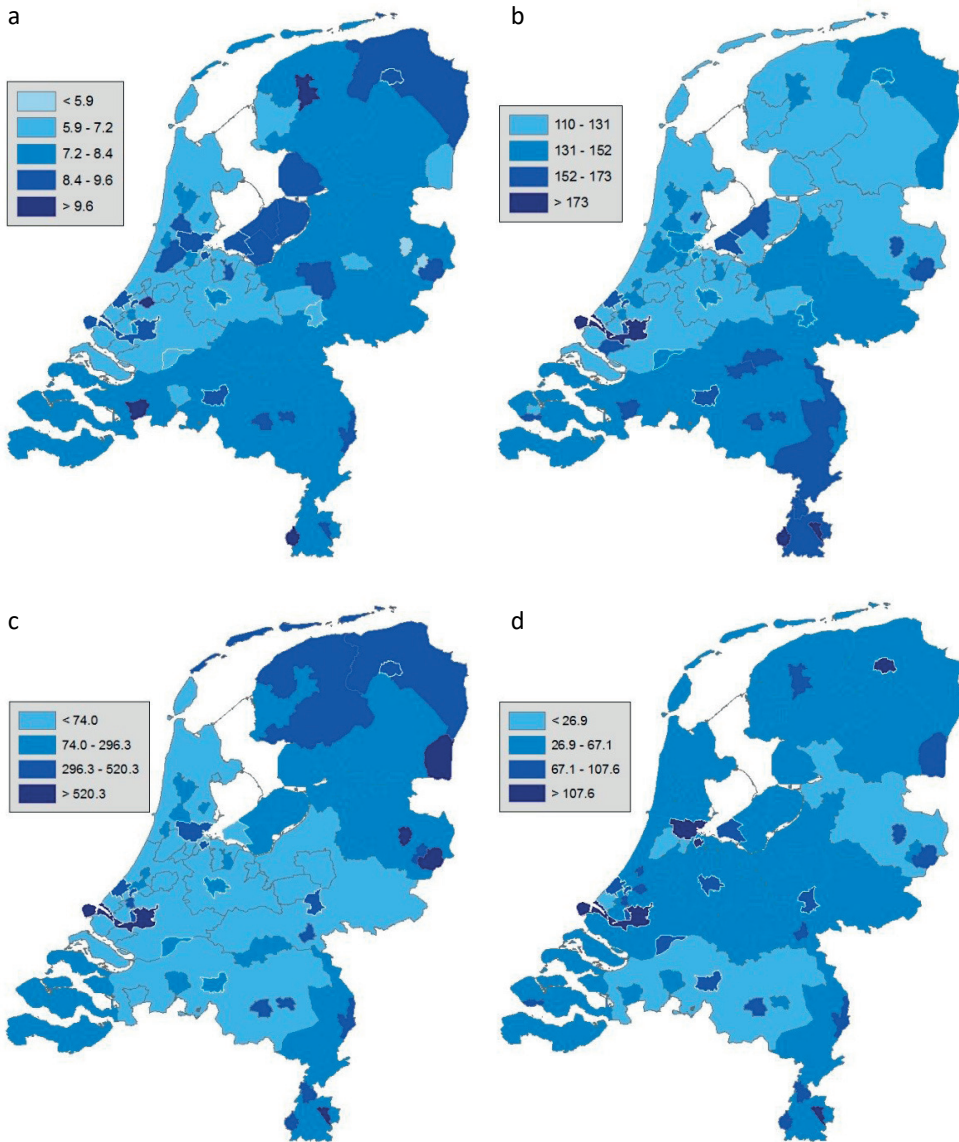 a
< 5.9
5.9 - 7.2
7.2 - 8.4
8.4 - 9.6
> 9.6
b
110 - 131
131 - 152
152 - 173
> 173
c
< 74.0
74.0 - 296.3
296.3 - 520.3
> 520.3
d
< 26.9
26.9 - 67.1
67.1 - 107.6
> 107.6